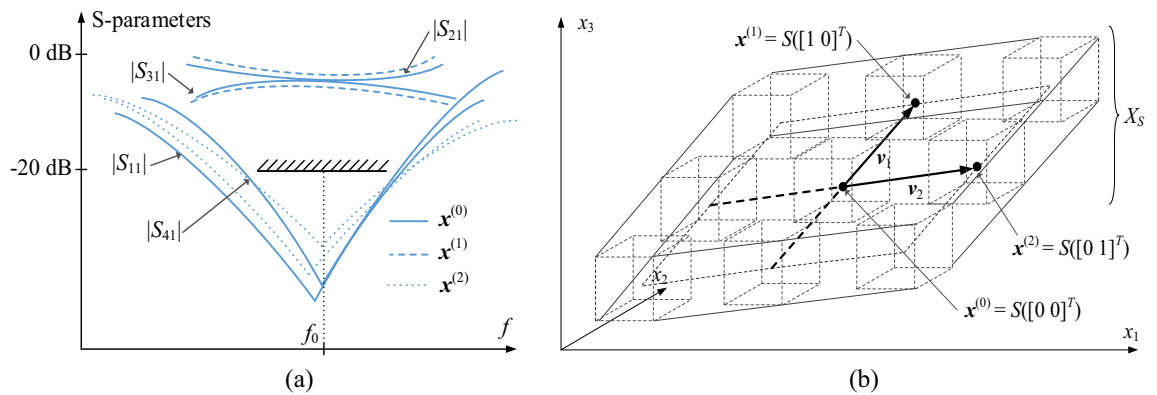 S-parameters
0 dB
|S21|
|S31|
-20 dB
|S11|
|S41|
x(0)
x(1)
x(2)
f0
f
(a)
x3
x(1) = S([1 0]T)
XS
v1
v2
x(2) = S([0 1]T)
x2
x(0) = S([0 0]T)
x1
(b)